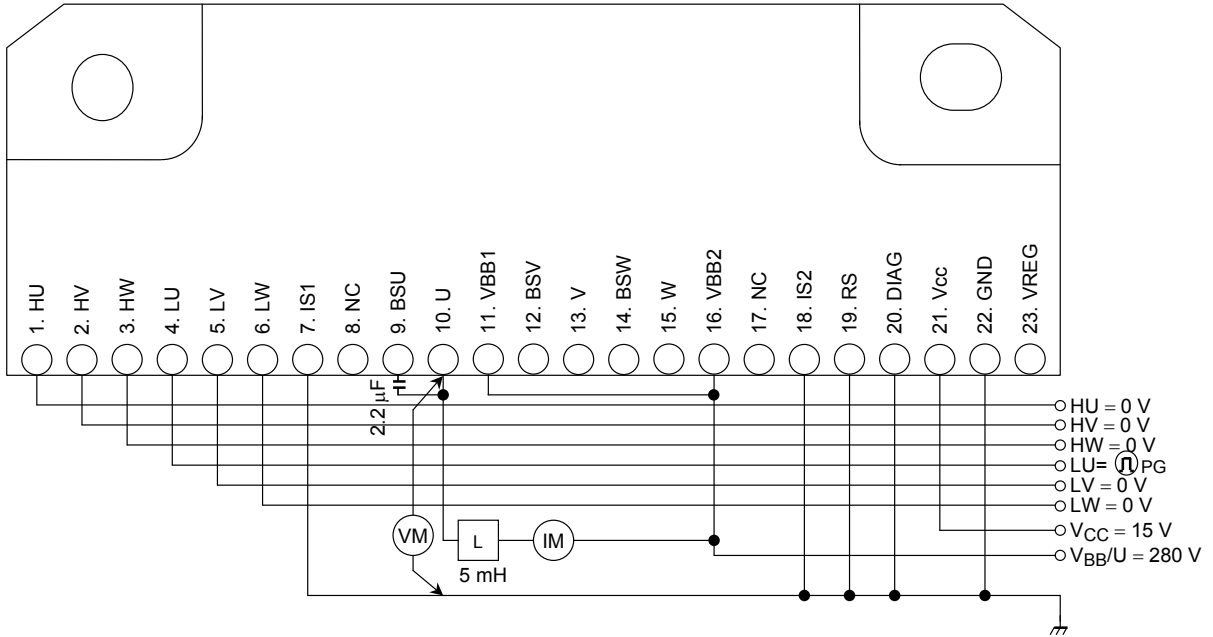 1. HU
2. HV
3. HW
4. LU
5. LV
6. LW
7. IS1
8. NC
9. BSU
10. U
11. VBB1
12. BSV
13. V
14. BSW
15. W
16. VBB2
17. NC
18. IS2
19. RS
20. DIAG
21. Vcc
22. GND
23. VREG
2.2 μF
HU = 0 V
HV = 0 V
HW = 0 V
LU= PG
LV = 0 V
LW = 0 V
VCC = 15 V
VBB/U = 280 V
VM
L
IM
5 mH